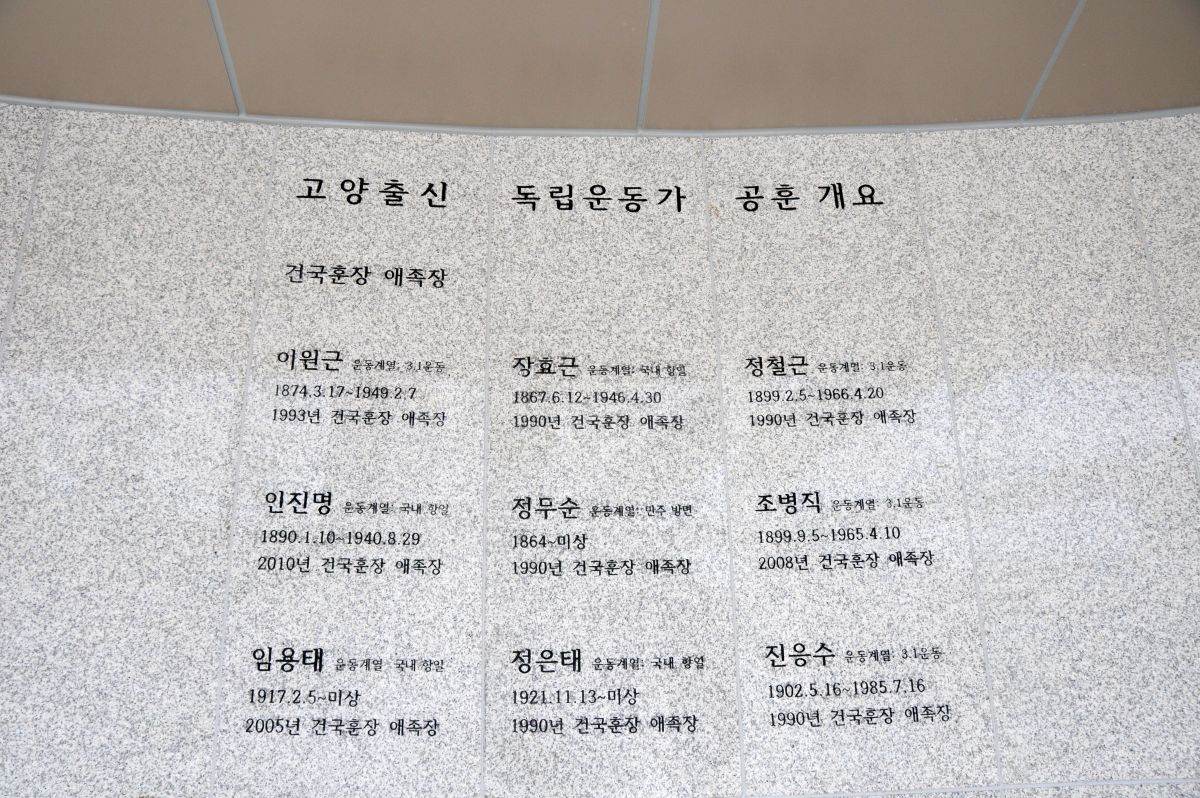 고양출신 독립운동가 공훈 개요
건국훈장 애족장
이원근 운동계열: 3.1운동
1874.3.17~1949.2.7
1993년 건국훈장 애족장
장효근 운동계열: 국내 항일
1867.6.12~1946.4.30
1990년 건국훈장 애족장
정철근 운동계열: 3.1운동
1899.2.5~1966.4.20
1990년 건국훈장 애족장
인진명 운동계열: 국내 항일
1890.1.10~1940.8.29
2010년 건국훈장 애족장
정무순 운동계열: 만주 방면
1864~미상
1990년 건국훈장 애족장
조병직 운동계열: 3.1운동
1899.9.5~1965.4.10
2008년 건국훈장 애족장
임용태 운동계열 국내 항일
1917.2.5~미상
2005년 건국훈장 애족장
정은태 운동계열: 국내 항일
1921.11.13~미상
1990년 건국훈장 애족장
진응수 운동계열: 3.1운동
1902.5.16~1985.7.16
1990년 건국훈장 애족장